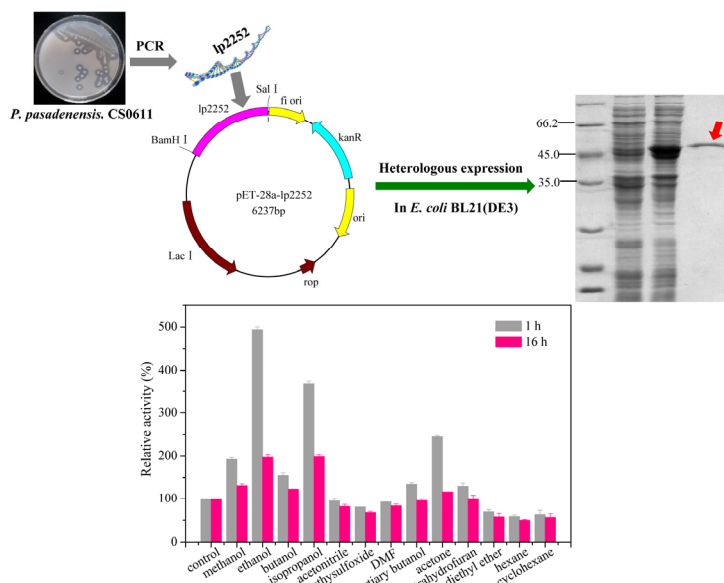 PCR
lp2252
P. pasadenensis. CS0611
Sal I
lp2252
fi ori
BamH I
kanR
pET-28a-lp2252
6237bp
ori
Lac I
rop
Heterologous expression
In E. coli BL21(DE3)
66.2
45.0
35.0
Relative activity (%)
500
400
300
200
100
0
1 h
16 h
control
methanol
ethanol
butanol
isopropanol
acetonitrile
DMF
butanol
acetone
diethyl ether
hexane
cyclohexane